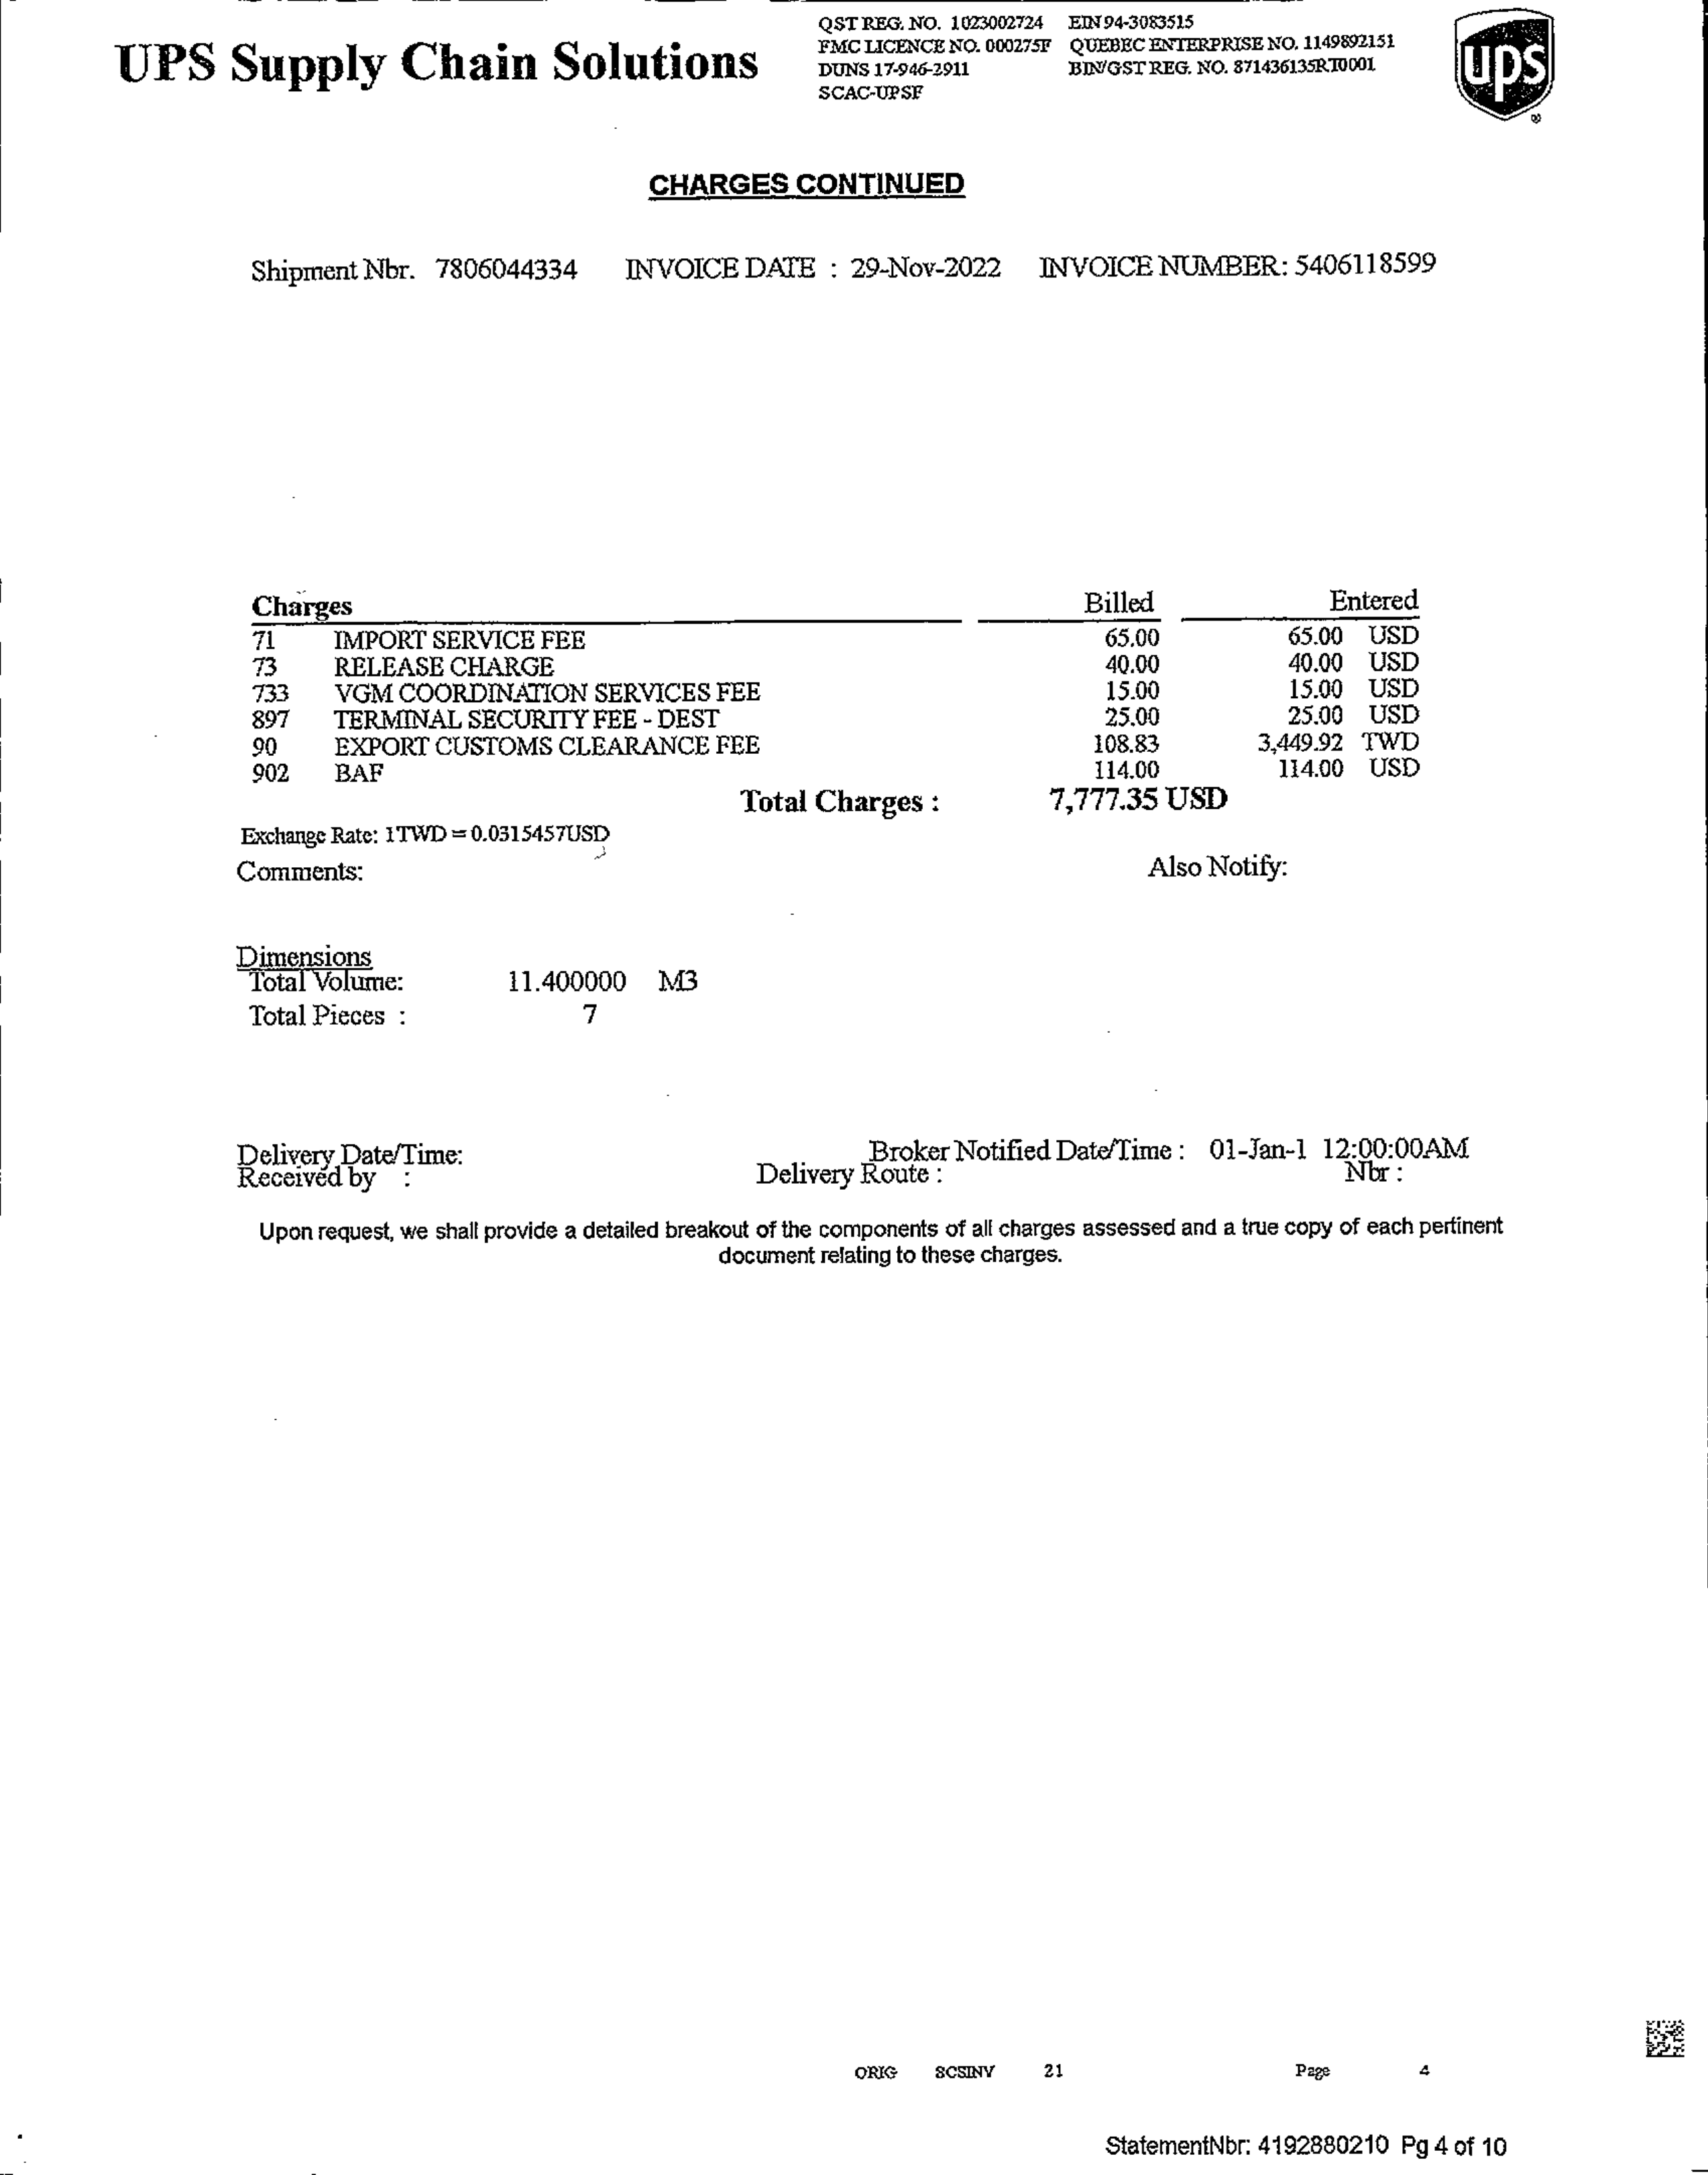 UPS Supply Chain Solutions
QST REG. NO. 1023002724 EIN 94-3083515
FMC LICENCE NO. 000275F QUEBEC ENTERPRISE NO. 1149892151
DUNS 17-946-2911 BIN/GST REG. NO. 871436135RT0001
SCAC-UPSF
ups
CHARGES CONTINUED
Shipment Nbr. 7806044334 INVOICE DATE : 29-Nov-2022 INVOICE NUMBER: 5406118599
Charges Billed Entered
71 IMPORT SERVICE FEE 65.00 65.00 USD
73 RELEASE CHARGE 40.00 40.00 USD
733 VGM COORDINATION SERVICES FEE 15.00 15.00 USD
897 TERMINAL SECURITY FEE - DEST 25.00 25.00 USD
90 EXPORT CUSTOMS CLEARANCE FEE 108.83 3,449.92 TWD
902 BAF 114.00 114.00 USD
Total Charges : 7,777.35 USD
Exchange Rate: 1TWD = 0.0315457USD
Comments: Also Notify:
Dimensions
Total Volume: 11.400000 M3
Total Pieces : 7
Delivery Date/Time: Broker Notified Date/Time : 01-Jan-1 12:00:00AM
Received by : Delivery Route : Nbr :
Upon request, we shall provide a detailed breakout of the components of all charges assessed and a true copy of each pertinent
document relating to these charges.
ORIG SCSINV 21 Page 4
StatementNbr: 4192880210 Pg 4 of 10